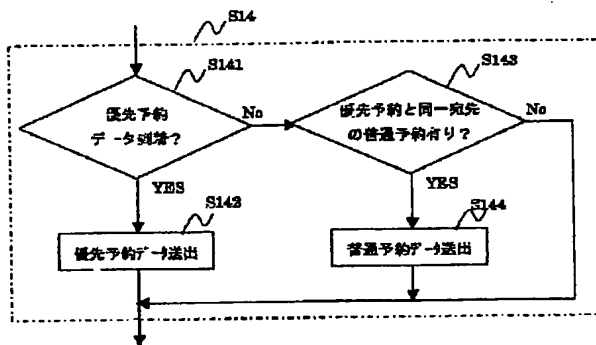 S14
S141
優先予約
データ到着?
No
YES
S142
優先予約データ送出
S143
優先予約と同一宛先
の普通予約有り?
No
YES
S144
普通予約データ送出